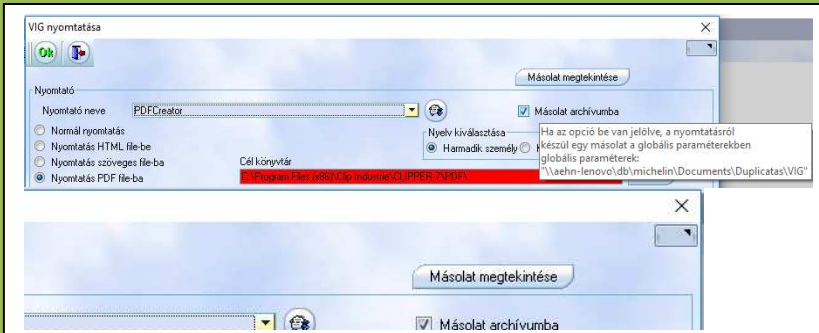 VIG nyomtatása
Ok
Másolat megtekintése
Nyomtató
Nyomtató neve PDFCreator
Másolat archívumba
Normál nyomtatás
Nyomtatás HTML file-be
Nyomtatás szöveges file-ba
Nyomtatás PDF file-ba
Nyelv kiválasztása
Harmadik személy
Cél könyvtár
C:\Program Files (x86)\Clip Industrie\CLIPPER 7\PDF\
Ha az opció be van jelölve, a nyomtatásról
készül egy másolat a globális paraméterekben
globális paraméterek:
"\\aehn-lenovo\db\michelin\Documents\Duplicatas\VIG"
Másolat megtekintése
Másolat archívumba